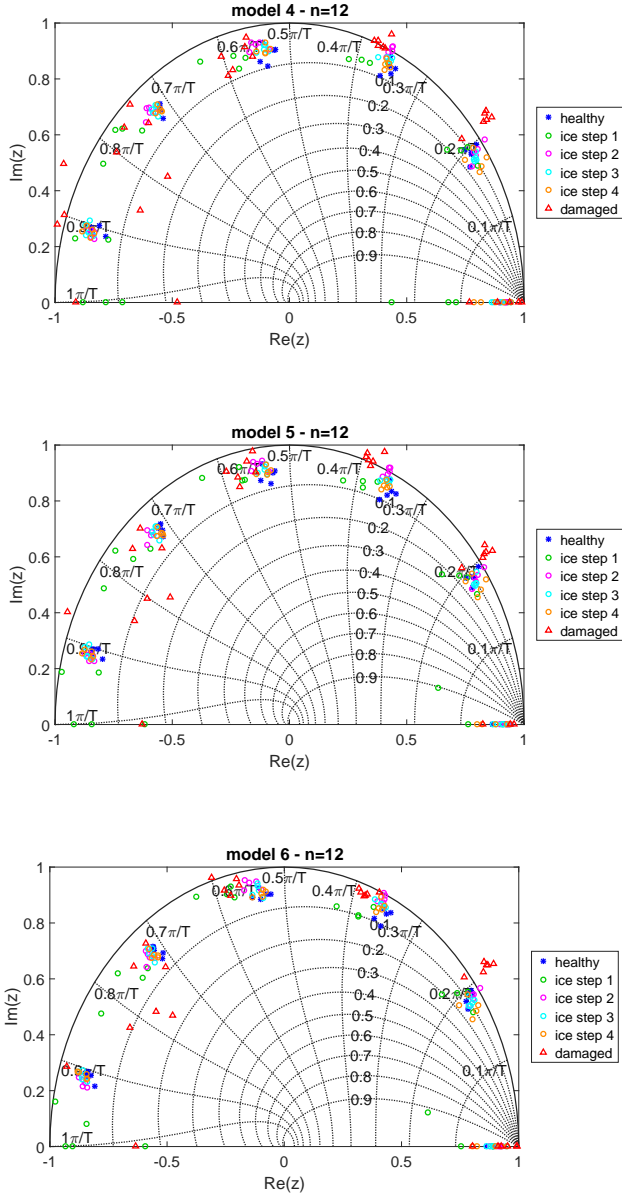 model 4 - n=12
1
0.8
0.6
0.4
0.2
0
Im(z)
0.5π/T
0.6π/T
0.4π/T
0.7π/T
0.3π/T
0.8π/T
0.2π/T
0.9π/T
0.1π/T
1π/T
0.1
0.2
0.3
0.4
0.5
0.6
0.7
0.8
0.9
-1
-0.5
0
0.5
1
Re(z)
healthy
ice step 1
ice step 2
ice step 3
ice step 4
damaged
model 5 - n=12
1
0.8
0.6
0.4
0.2
0
Im(z)
0.5π/T
0.6π/T
0.4π/T
0.7π/T
0.3π/T
0.8π/T
0.2π/T
0.9π/T
0.1π/T
1π/T
0.1
0.2
0.3
0.4
0.5
0.6
0.7
0.8
0.9
-1
-0.5
0
0.5
1
Re(z)
healthy
ice step 1
ice step 2
ice step 3
ice step 4
damaged
model 6 - n=12
1
0.8
0.6
0.4
0.2
0
Im(z)
0.5π/T
0.6π/T
0.4π/T
0.7π/T
0.3π/T
0.8π/T
0.2π/T
0.9π/T
0.1π/T
1π/T
0.1
0.2
0.3
0.4
0.5
0.6
0.7
0.8
0.9
-1
-0.5
0
0.5
1
Re(z)
healthy
ice step 1
ice step 2
ice step 3
ice step 4
damaged